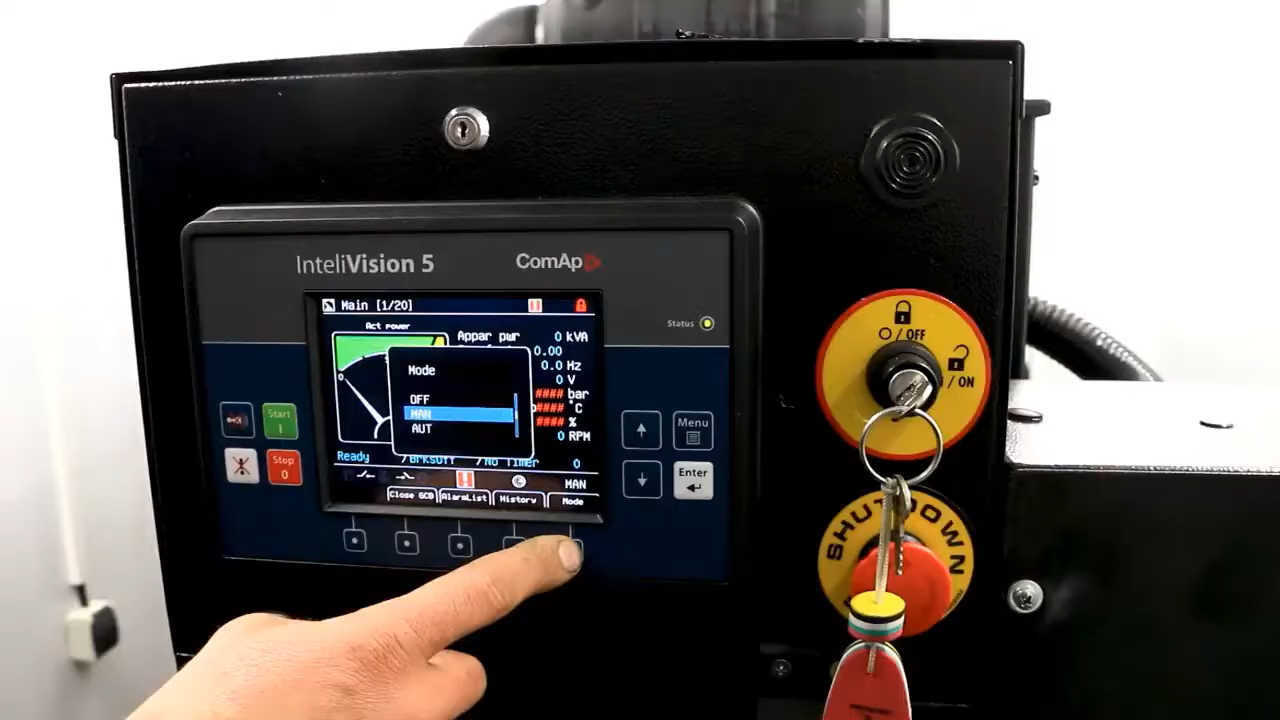 InteliVision 5
ComAp
Main [1/20]
Act power
Appar pwr 0 kVA
0.00
0.0 Hz
0 V
#### bar
#### °C
#### %
0 RPM
0
Mode
OFF
MAN
AUT
Ready
No Timer 0
MAN
Close GCB
AlarmList
History
Mode
Status
Start
I
Stop
0
Menu
Enter
O / OFF
I / ON
SHUTDOWN